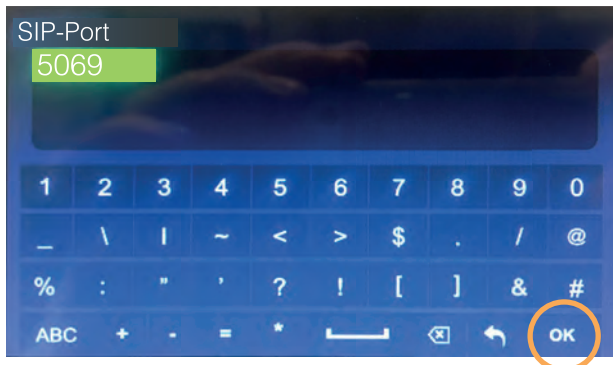 SIP-Port
5069
1 2 3 4 5 6 7 8 9 0
_ \ | ~ < > $ . / @
% : " ' ? ! [ ] & #
ABC + - = * OK